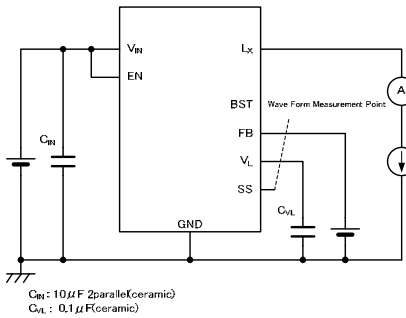 VIN
LX
A
EN
BST
Wave Form Measurement Point
FB
CIN
VL
SS
CVL
GND
CIN : 10μF 2parallel(ceramic)
CVL : 0.1μF(ceramic)